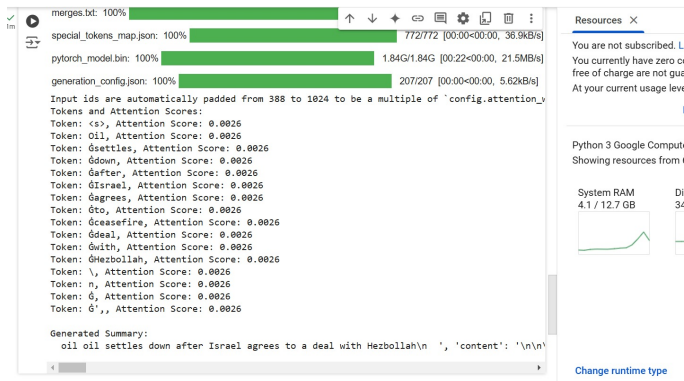 merges.txt: 100%
1m
special_tokens_map.json: 100% 772/772 [00:00<00:00, 36.9kB/s]
pytorch_model.bin: 100% 1.84G/1.84G [00:22<00:00, 21.5MB/s]
generation_config.json: 100% 207/207 [00:00<00:00, 5.62kB/s]
Input ids are automatically padded from 388 to 1024 to be a multiple of `config.attention_w
Tokens and Attention Scores:
Token: <s>, Attention Score: 0.0026
Token: Oil, Attention Score: 0.0026
Token: Ġsettles, Attention Score: 0.0026
Token: Ġdown, Attention Score: 0.0026
Token: Ġafter, Attention Score: 0.0026
Token: ĠIsrael, Attention Score: 0.0026
Token: Ġagrees, Attention Score: 0.0026
Token: Ġto, Attention Score: 0.0026
Token: Ġceasefire, Attention Score: 0.0026
Token: Ġdeal, Attention Score: 0.0026
Token: Ġwith, Attention Score: 0.0026
Token: ĠHezbollah, Attention Score: 0.0026
Token: \, Attention Score: 0.0026
Token: n, Attention Score: 0.0026
Token: Ġ, Attention Score: 0.0026
Token: Ġ',, Attention Score: 0.0026
Generated Summary:
oil oil settles down after Israel agrees to a deal with Hezbollah\n ', 'content': '\n\n\
Resources
You are not subscribed. L
You currently have zero c
free of charge are not gua
At your current usage leve
Python 3 Google Compute
Showing resources from
System RAM Di
4.1 / 12.7 GB 34
Change runtime type